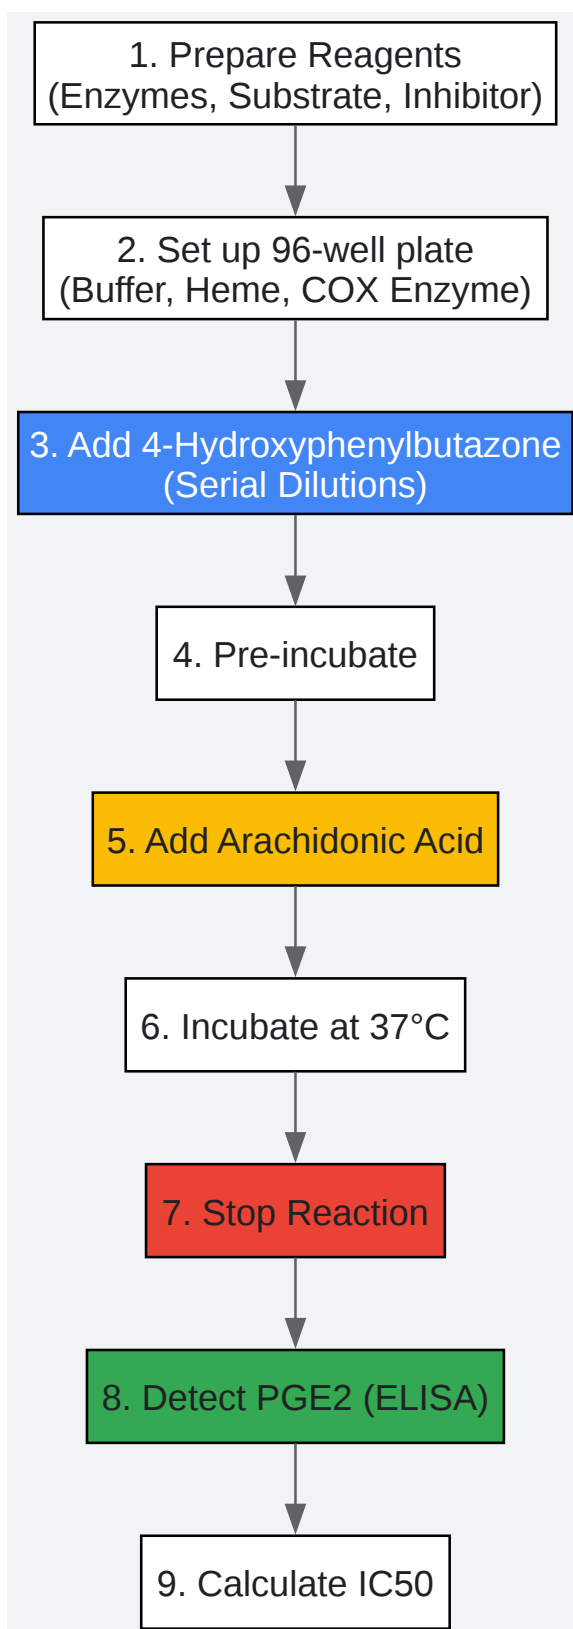 1. Prepare Reagents
(Enzymes, Substrate, Inhibitor)
2. Set up 96-well plate
(Buffer, Heme, COX Enzyme)
3. Add 4-Hydroxyphenylbutazone
(Serial Dilutions)
4. Pre-incubate
5. Add Arachidonic Acid
6. Incubate at 37°C
7. Stop Reaction
8. Detect PGE2 (ELISA)
9. Calculate IC50